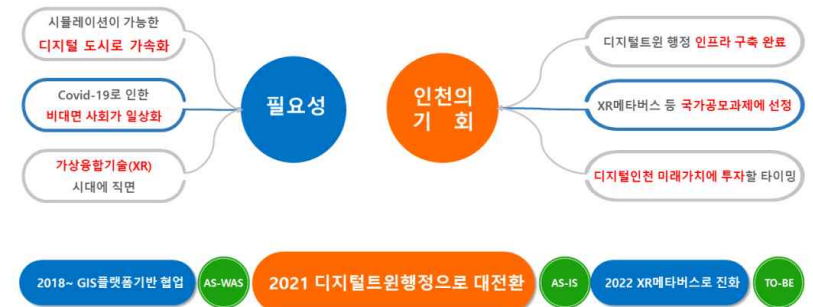 시뮬레이션이 가능한
디지털 도시로 가속화
Covid-19로 인한
비대면 사회가 일상화
가상융합기술(XR)
시대에 직면
필요성
인천의
기 회
디지털트윈 행정 인프라 구축 완료
XR메타버스 등 국가공모과제에 선정
디지털인천 미래가치에 투자할 타이밍
2018~ GIS플랫폼기반 협업
AS-WAS
2021 디지털트윈행정으로 대전환
AS-IS
2022 XR메타버스로 진화
TO-BE